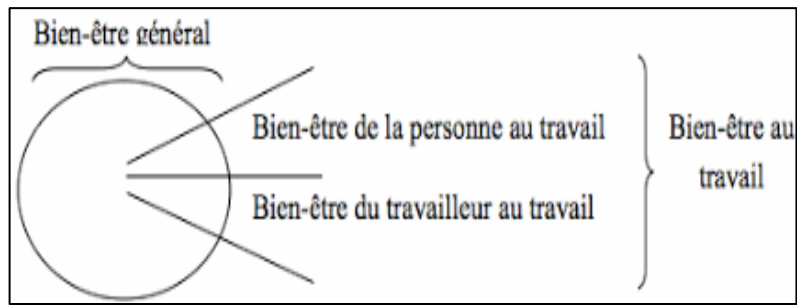 Bien-être général
Bien-être de la personne au travail
Bien-être du travailleur au travail
Bien-être au
travail